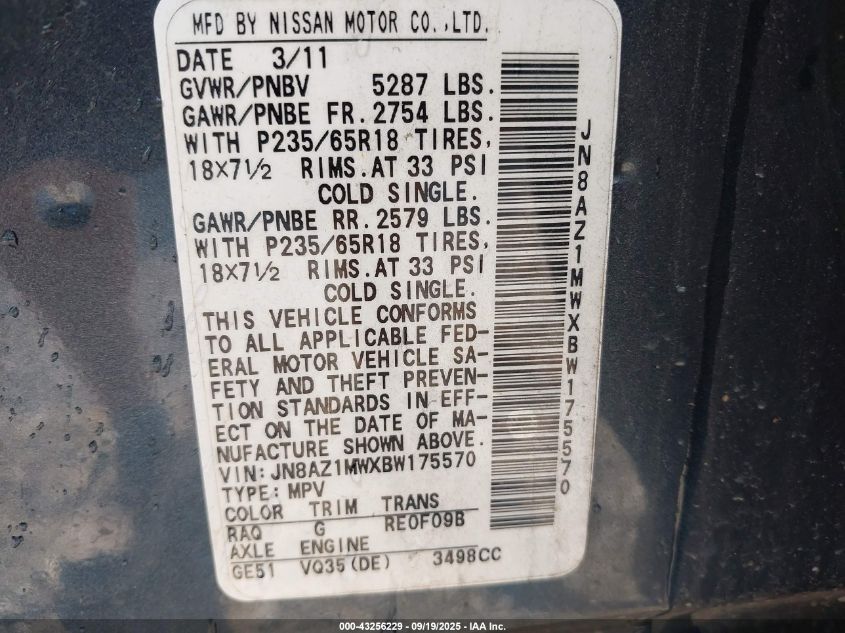 MFD BY NISSAN MOTOR CO.,LTD.
DATE 3/11
GVWR/PNBV 5287 LBS.
GAWR/PNBE FR. 2754 LBS.
WITH P235/65R18 TIRES,
18X7½ RIMS.AT 33 PSI
COLD SINGLE.
GAWR/PNBE RR. 2579 LBS.
WITH P235/65R18 TIRES,
18X7½ RIMS.AT 33 PSI
COLD SINGLE.
THIS VEHICLE CONFORMS
TO ALL APPLICABLE FED-
ERAL MOTOR VEHICLE SA-
FETY AND THEFT PREVEN-
TION STANDARDS IN EFF-
ECT ON THE DATE OF MA-
NUFACTURE SHOWN ABOVE.
VIN:JN8AZ1MWXBW175570
TYPE:MPV
COLOR TRIM TRANS
RAQ G RE0F09B
AXLE ENGINE
GE51 VQ35(DE) 3498CC
JN8AZ1MWXBW175570
000-43256229 - 09/19/2025 - IAA Inc.